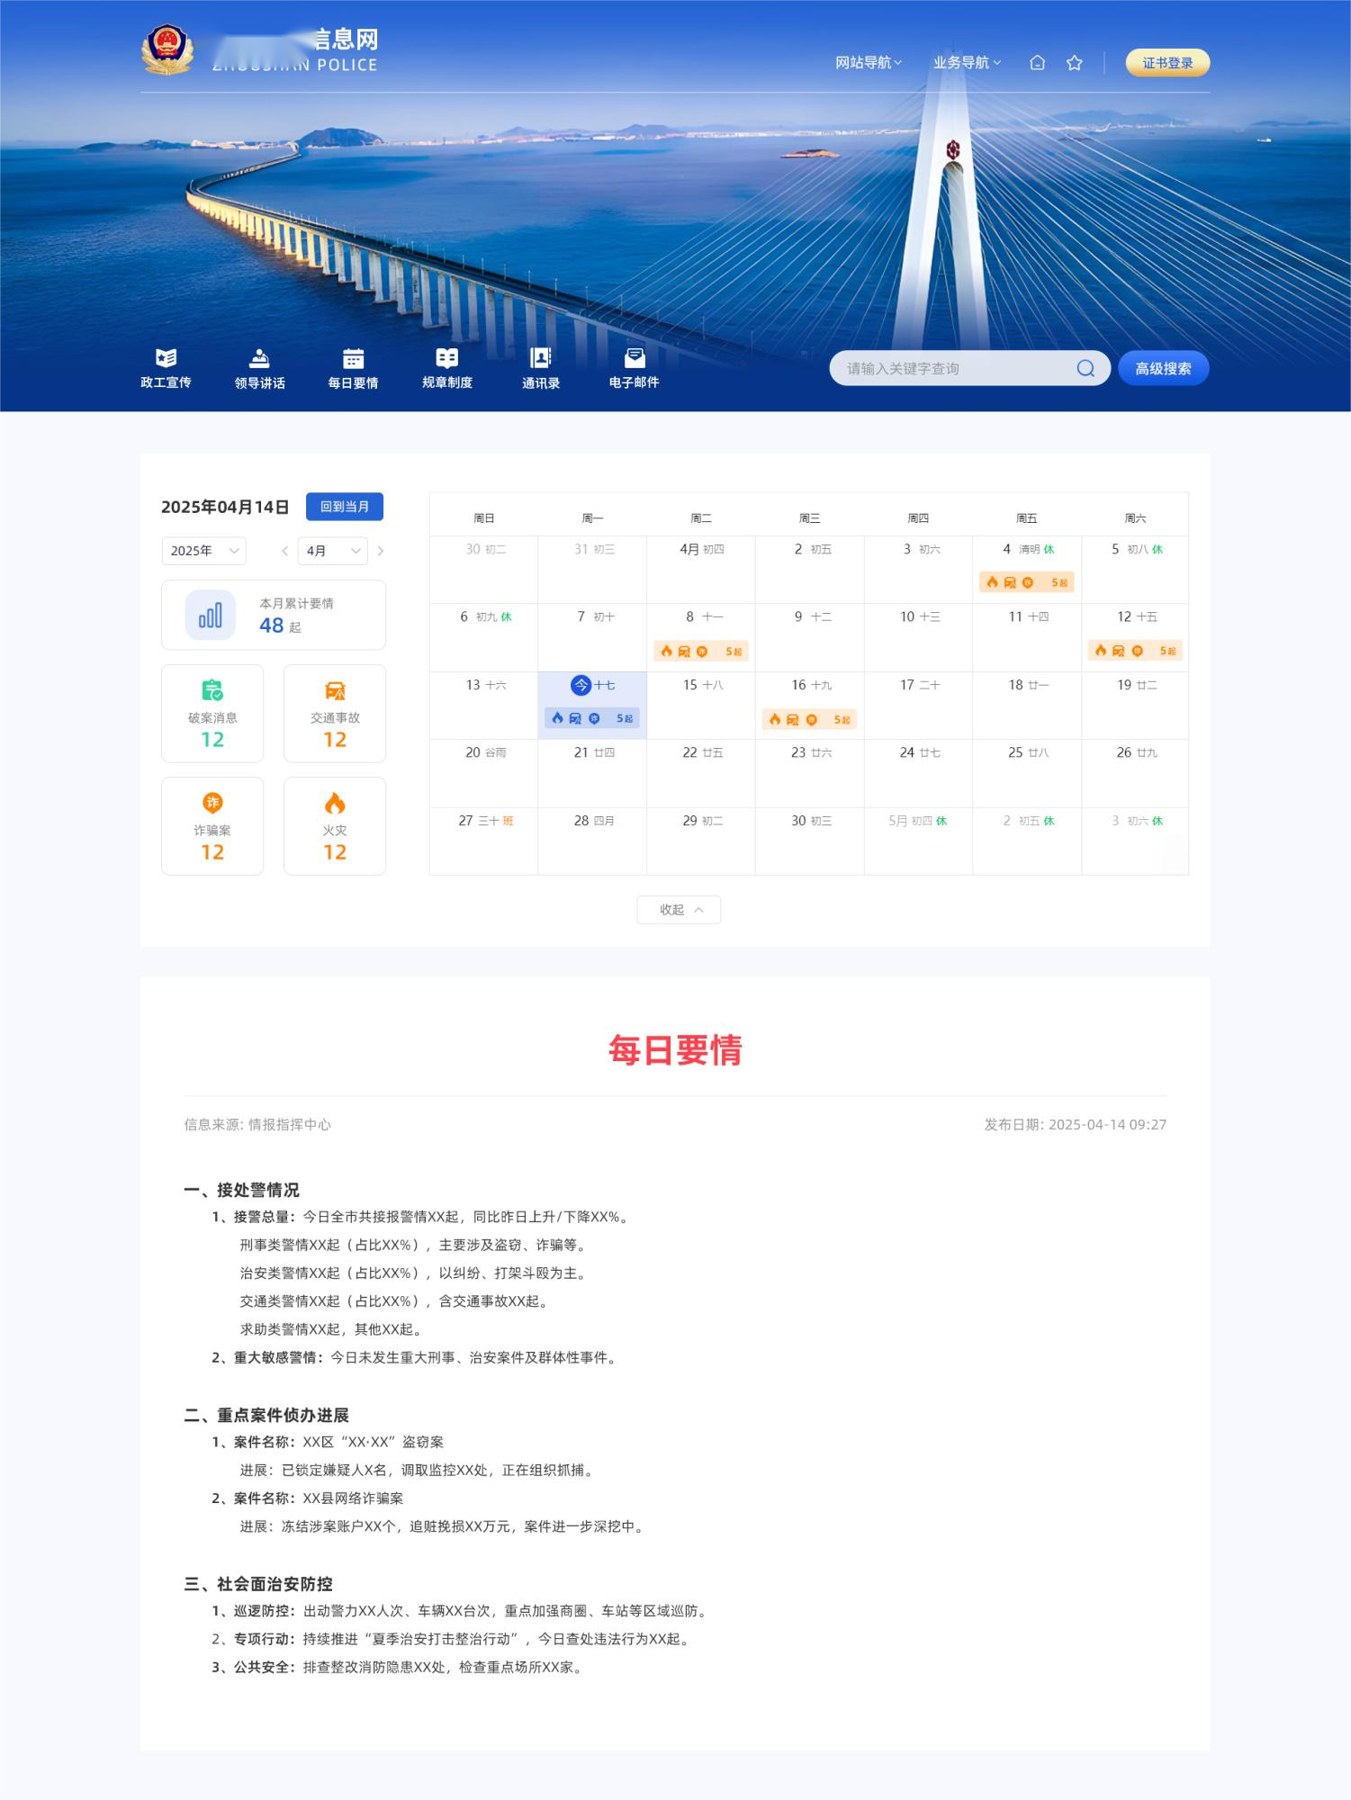 信息网
ZHOUSHAN POLICE
网站导航
业务导航
证书登录
政工宣传
领导讲话
每日要情
规章制度
通讯录
电子邮件
请输入关键字查询
高级搜索
2025年04月14日
回到当月
2025年
4月
本月累计要情
48 起
破案消息
12
交通事故
12
诈
诈骗案
12
火灾
12
周日 周一 周二 周三 周四 周五 周六
30 初二 31 初三 4月 初四 2 初五 3 初六 4 清明 休 5 初八 休
5起
6 初九 休 7 初十 8 十一 9 十二 10 十三 11 十四 12 十五
5起 5起
13 十六 今 十七 15 十八 16 十九 17 二十 18 廿一 19 廿二
5起 5起
20 谷雨 21 廿四 22 廿五 23 廿六 24 廿七 25 廿八 26 廿九
27 三十 班 28 四月 29 初二 30 初三 5月 初四 休 2 初五 休 3 初六 休
收起
每日要情
信息来源: 情报指挥中心
发布日期: 2025-04-14 09:27
一、接处警情况
1、接警总量：今日全市共接报警情XX起，同比昨日上升/下降XX%。
刑事类警情XX起（占比XX%），主要涉及盗窃、诈骗等。
治安类警情XX起（占比XX%），以纠纷、打架斗殴为主。
交通类警情XX起（占比XX%），含交通事故XX起。
求助类警情XX起，其他XX起。
2、重大敏感警情：今日未发生重大刑事、治安案件及群体性事件。
二、重点案件侦办进展
1、案件名称：XX区“XX·XX”盗窃案
进展：已锁定嫌疑人X名，调取监控XX处，正在组织抓捕。
2、案件名称：XX县网络诈骗案
进展：冻结涉案账户XX个，追赃挽损XX万元，案件进一步深挖中。
三、社会面治安防控
1、巡逻防控：出动警力XX人次、车辆XX台次，重点加强商圈、车站等区域巡防。
2、专项行动：持续推进“夏季治安打击整治行动”，今日查处违法行为XX起。
3、公共安全：排查整改消防隐患XX处，检查重点场所XX家。